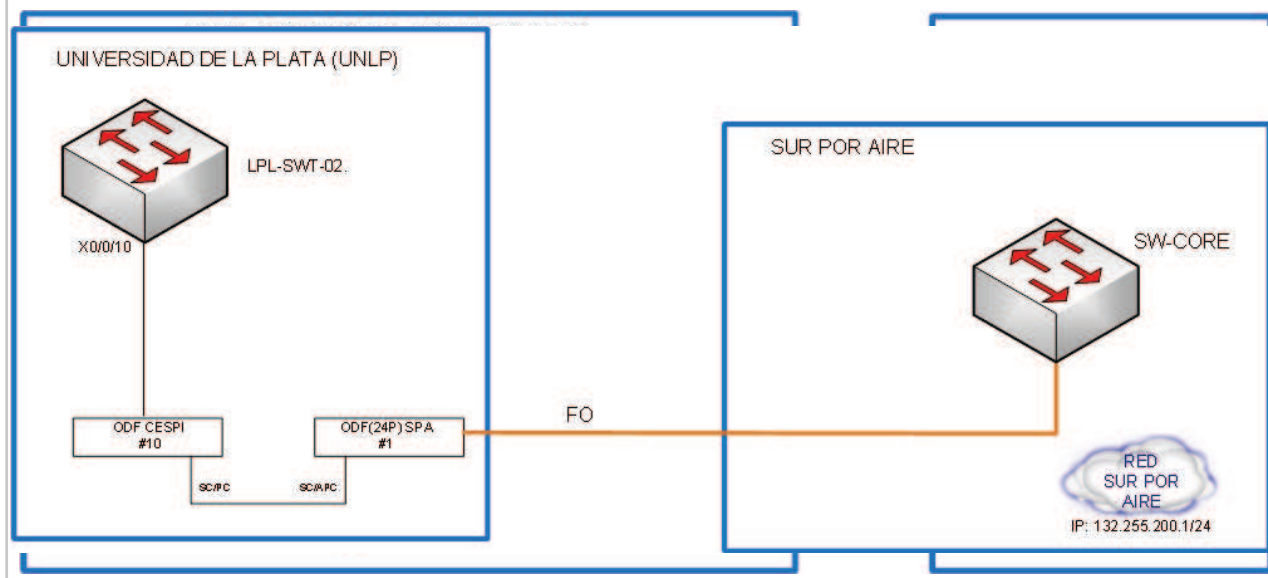 UNIVERSIDAD DE LA PLATA (UNLP)
LPL-SWT-02.
X0/0/10
ODF CESPI
#10
ODF(24P) SPA
#1
SC/PC
SC/APC
FO
SUR POR AIRE
SW-CORE
RED
SUR POR
AIRE
IP: 132.255.200.1/24